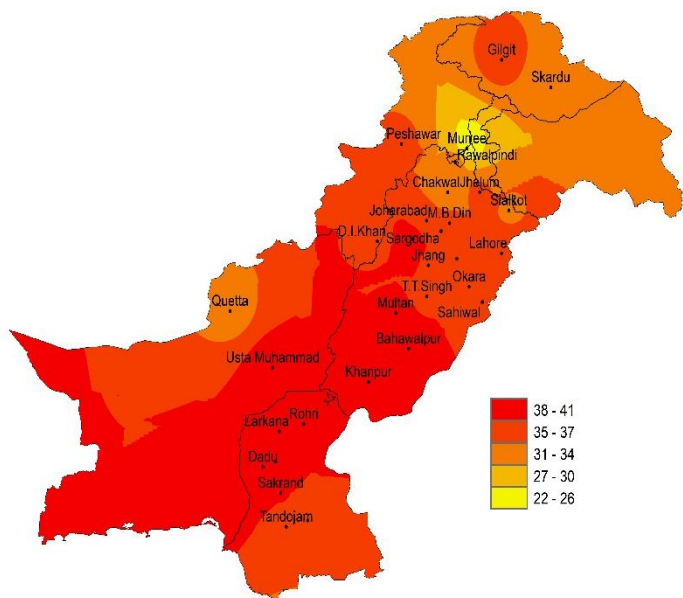 Gilgit
Skardu
Peshawar
Murree
Rawalpindi
Chakwal
Jhelum
Sialkot
Joharabad
M.B.Din
D.I.Khan
Sargodha
Lahore
Jhang
Okara
T.T.Singh
Quetta
Multan
Sahiwal
Bahawalpur
Usta Muhammad
Khanpur
38 - 41
35 - 37
31 - 34
27 - 30
22 - 26
Rohri
Larkana
Dadu
Sakrand
Tandojam